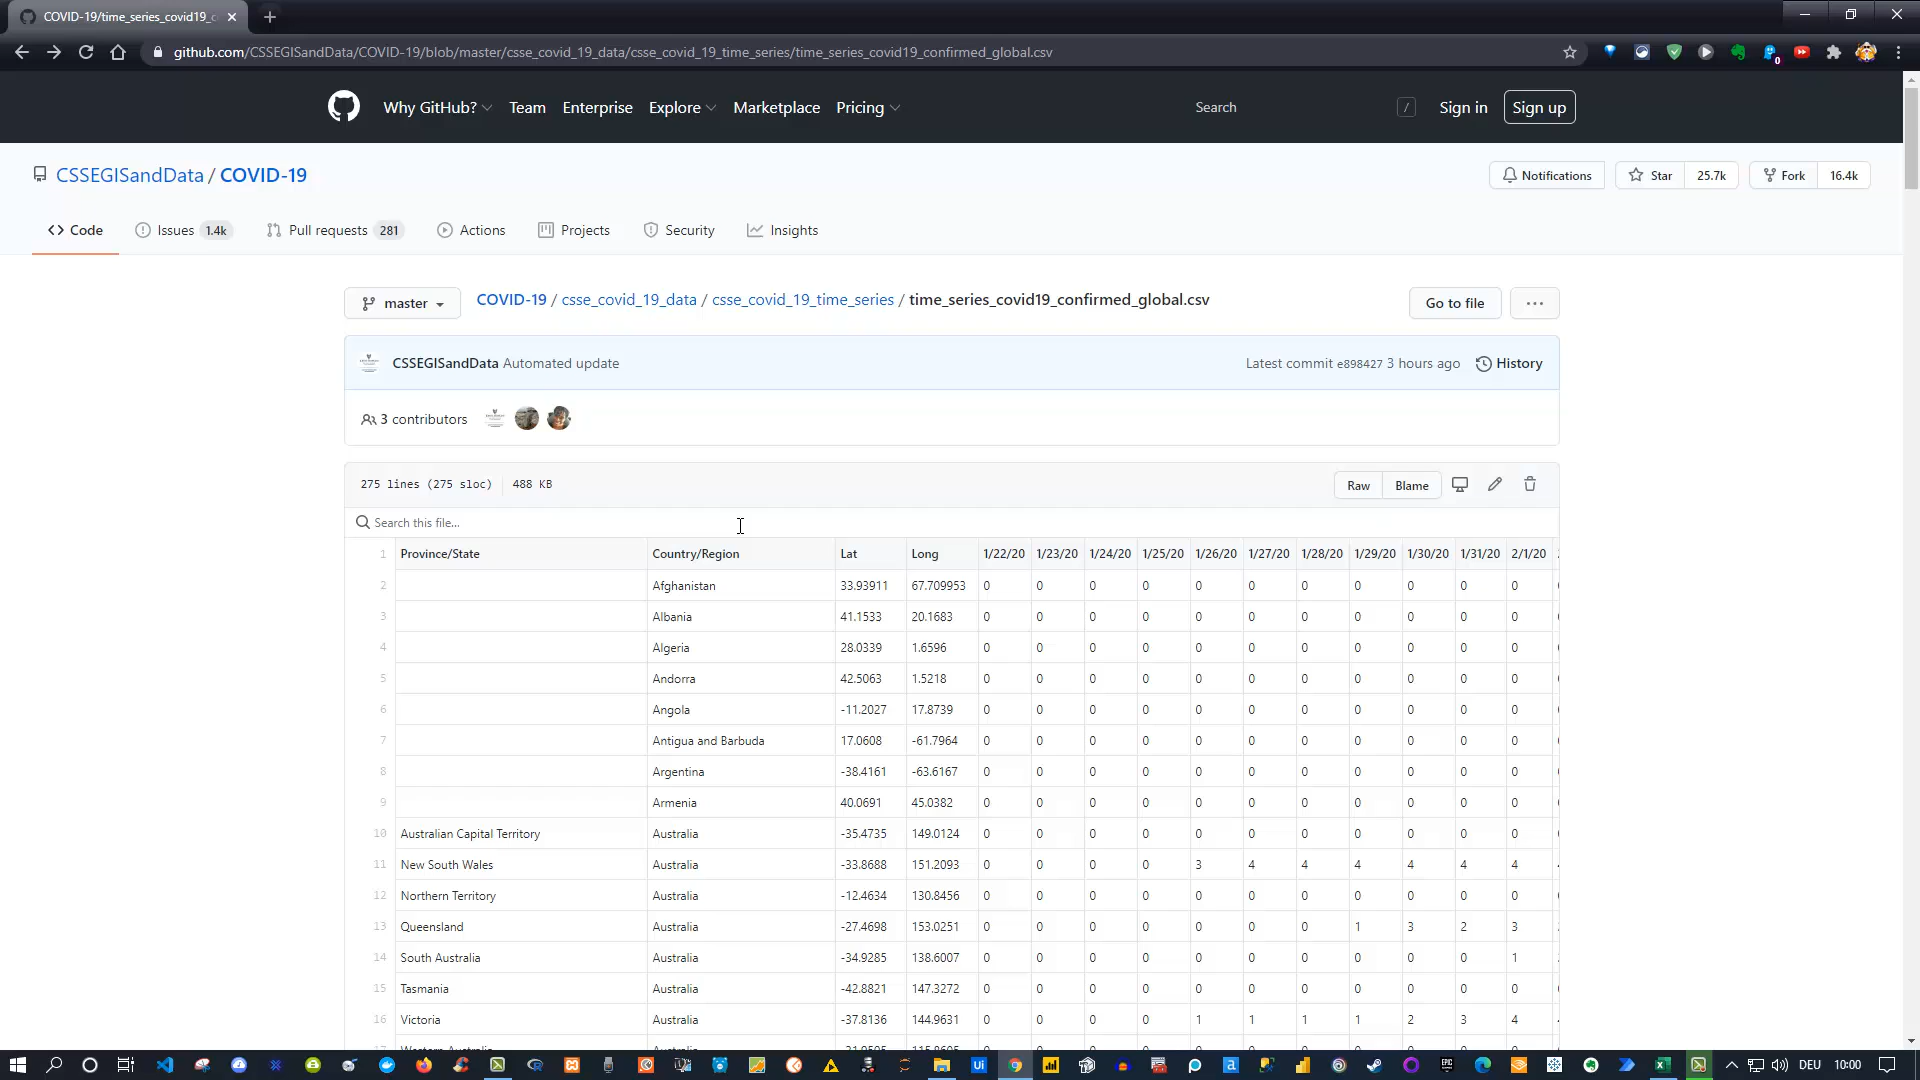 COVID-19/time_series_covid19_c
github.com/CSSEGISandData/COVID-19/blob/master/csse_covid_19_data/csse_covid_19_time_series/time_series_covid19_confirmed_global.csv
0
Why GitHub? Team Enterprise Explore Marketplace Pricing Search / Sign in Sign up
CSSEGISandData / COVID-19 Notifications Star 25.7k Fork 16.4k
Code Issues 1.4k Pull requests 281 Actions Projects Security Insights
master COVID-19 / csse_covid_19_data / csse_covid_19_time_series / time_series_covid19_confirmed_global.csv Go to file ...
CSSEGISandData Automated update Latest commit e898427 3 hours ago History
3 contributors
275 lines (275 sloc) 488 KB Raw Blame
Search this file...
1 Province/State Country/Region Lat Long 1/22/20 1/23/20 1/24/20 1/25/20 1/26/20 1/27/20 1/28/20 1/29/20 1/30/20 1/31/20 2/1/20
2 Afghanistan 33.93911 67.709953 0 0 0 0 0 0 0 0 0 0 0
3 Albania 41.1533 20.1683 0 0 0 0 0 0 0 0 0 0 0
4 Algeria 28.0339 1.6596 0 0 0 0 0 0 0 0 0 0 0
5 Andorra 42.5063 1.5218 0 0 0 0 0 0 0 0 0 0 0
6 Angola -11.2027 17.8739 0 0 0 0 0 0 0 0 0 0 0
7 Antigua and Barbuda 17.0608 -61.7964 0 0 0 0 0 0 0 0 0 0 0
8 Argentina -38.4161 -63.6167 0 0 0 0 0 0 0 0 0 0 0
9 Armenia 40.0691 45.0382 0 0 0 0 0 0 0 0 0 0 0
10 Australian Capital Territory Australia -35.4735 149.0124 0 0 0 0 0 0 0 0 0 0 0
11 New South Wales Australia -33.8688 151.2093 0 0 0 0 3 4 4 4 4 4 4
12 Northern Territory Australia -12.4634 130.8456 0 0 0 0 0 0 0 0 0 0 0
13 Queensland Australia -27.4698 153.0251 0 0 0 0 0 0 0 1 3 2 3
14 South Australia Australia -34.9285 138.6007 0 0 0 0 0 0 0 0 0 0 1
15 Tasmania Australia -42.8821 147.3272 0 0 0 0 0 0 0 0 0 0 0
16 Victoria Australia -37.8136 144.9631 0 0 0 0 1 1 1 1 2 3 4
DEU 10:00